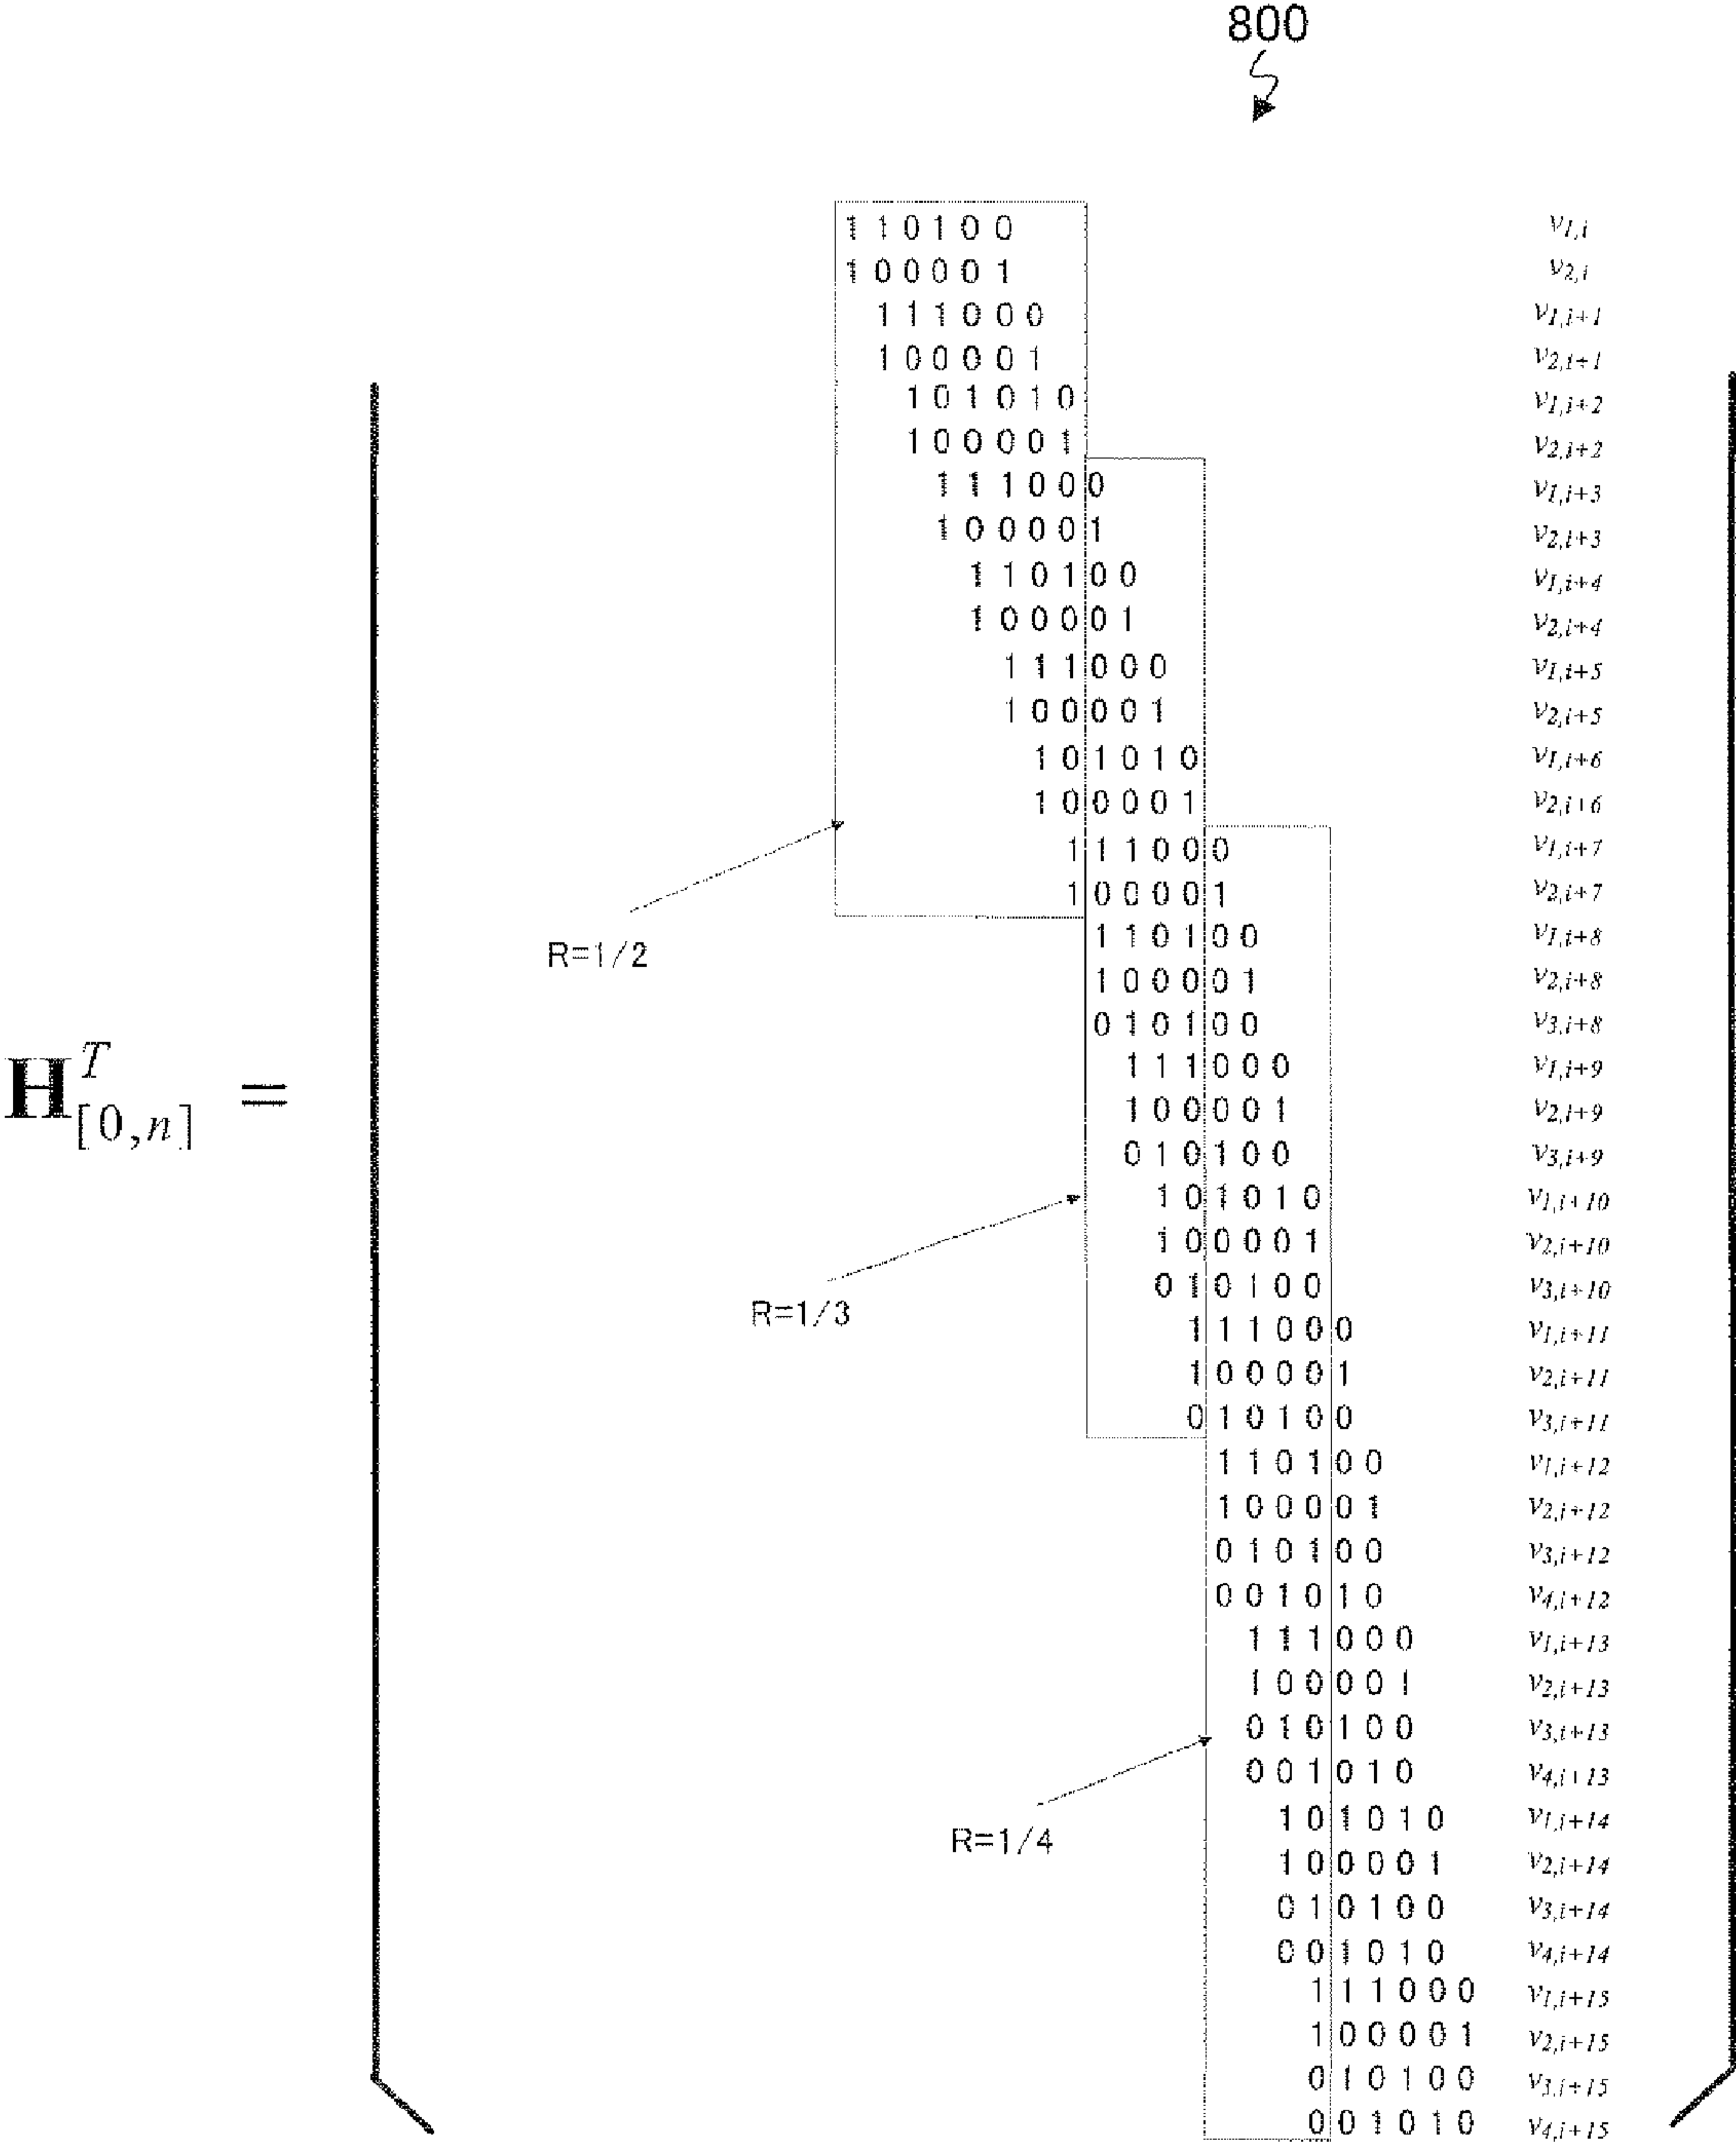 800
1 1 0 1 0 0 v1,i
1 0 0 0 0 1 v2,i
1 1 1 0 0 0 v1,i+1
1 0 0 0 0 1 v2,i+1
1 0 1 0 1 0 v1,i+2
1 0 0 0 0 1 v2,i+2
1 1 1 0 0 0 v1,i+3
1 0 0 0 0 1 v2,i+3
1 1 0 1 0 0 v1,i+4
1 0 0 0 0 1 v2,i+4
1 1 1 0 0 0 v1,i+5
1 0 0 0 0 1 v2,i+5
1 0 1 0 1 0 v1,i+6
1 0 0 0 0 1 v2,i+6
1 1 1 0 0 0 v1,i+7
1 0 0 0 0 1 v2,i+7
R=1/2
1 1 0 1 0 0 v1,i+8
1 0 0 0 0 1 v2,i+8
0 1 0 1 0 0 v3,i+8
1 1 1 0 0 0 v1,i+9
H^T_[0,n] =
1 0 0 0 0 1 v2,i+9
0 1 0 1 0 0 v3,i+9
1 0 1 0 1 0 v1,i+10
1 0 0 0 0 1 v2,i+10
0 1 0 1 0 0 v3,i+10
R=1/3
1 1 1 0 0 0 v1,i+11
1 0 0 0 0 1 v2,i+11
0 1 0 1 0 0 v3,i+11
1 1 0 1 0 0 v1,i+12
1 0 0 0 0 1 v2,i+12
0 1 0 1 0 0 v3,i+12
0 0 1 0 1 0 v4,i+12
1 1 1 0 0 0 v1,i+13
1 0 0 0 0 1 v2,i+13
0 1 0 1 0 0 v3,i+13
0 0 1 0 1 0 v4,i+13
1 0 1 0 1 0 v1,i+14
R=1/4
1 0 0 0 0 1 v2,i+14
0 1 0 1 0 0 v3,i+14
0 0 1 0 1 0 v4,i+14
1 1 1 0 0 0 v1,i+15
1 0 0 0 0 1 v2,i+15
0 1 0 1 0 0 v3,i+15
0 0 1 0 1 0 v4,i+15